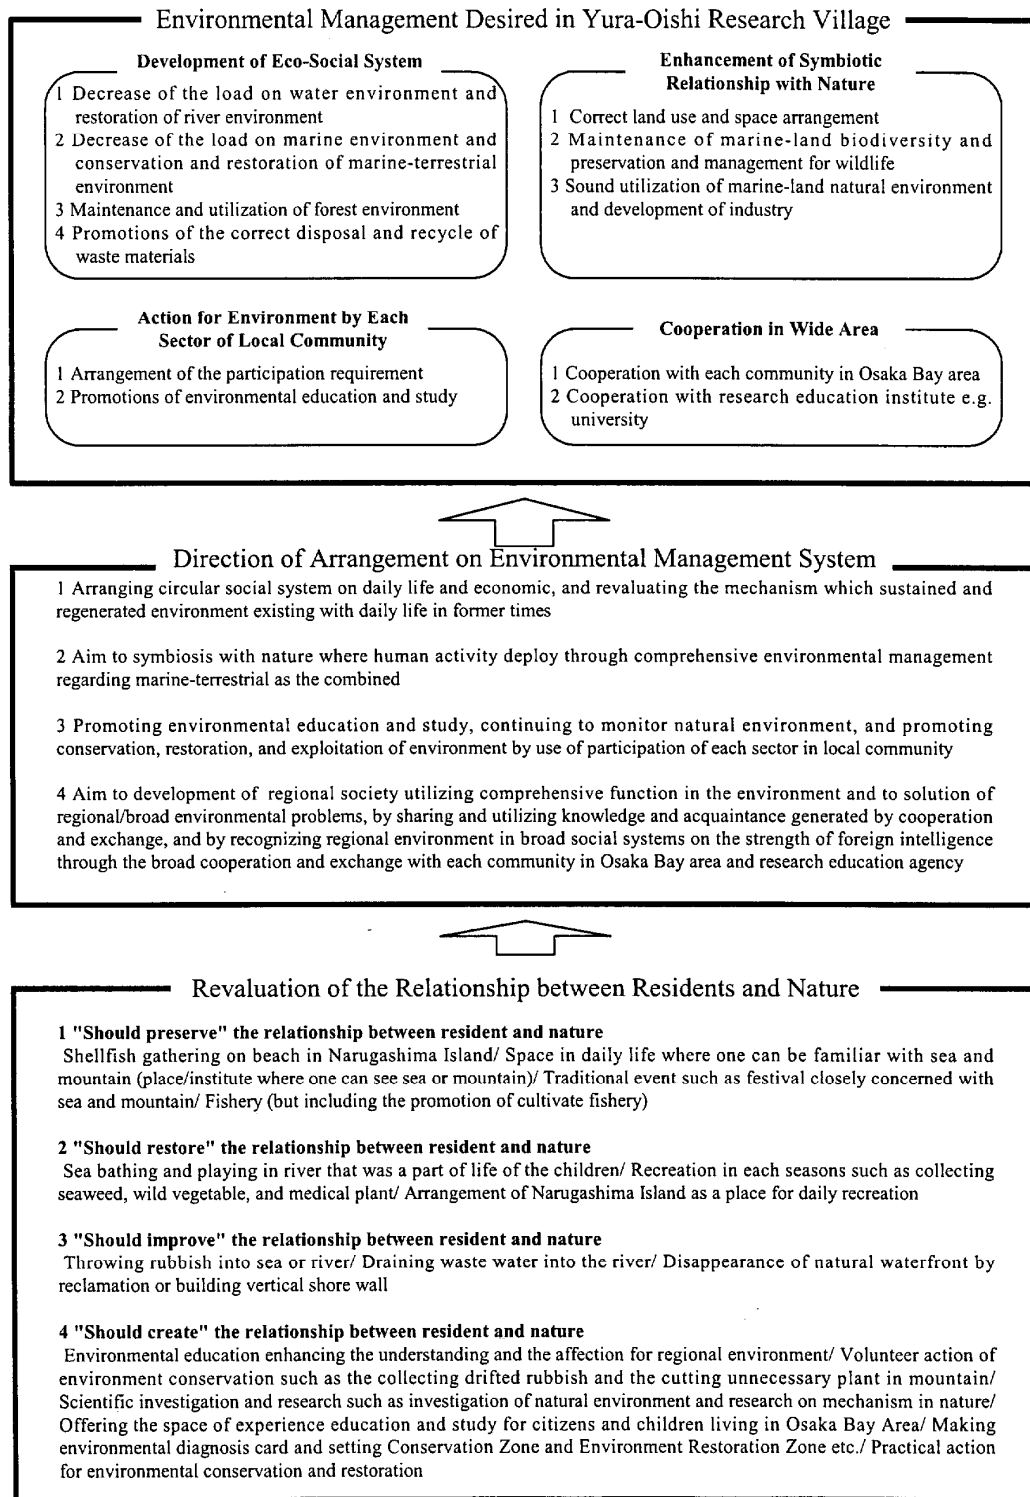 Environmental Management Desired in Yura-Oishi Research Village
Development of Eco-Social System
1 Decrease of the load on water environment and
restoration of river environment
2 Decrease of the load on marine environment and
conservation and restoration of marine-terrestrial
environment
3 Maintenance and utilization of forest environment
4 Promotions of the correct disposal and recycle of
waste materials
Enhancement of Symbiotic
Relationship with Nature
1 Correct land use and space arrangement
2 Maintenance of marine-land biodiversity and
preservation and management for wildlife
3 Sound utilization of marine-land natural environment
and development of industry
Action for Environment by Each
Sector of Local Community
1 Arrangement of the participation requirement
2 Promotions of environmental education and study
Cooperation in Wide Area
1 Cooperation with each community in Osaka Bay area
2 Cooperation with research education institute e.g.
university
Direction of Arrangement on Environmental Management System
1 Arranging circular social system on daily life and economic, and revaluating the mechanism which sustained and
regenerated environment existing with daily life in former times
2 Aim to symbiosis with nature where human activity deploy through comprehensive environmental management
regarding marine-terrestrial as the combined
3 Promoting environmental education and study, continuing to monitor natural environment, and promoting
conservation, restoration, and exploitation of environment by use of participation of each sector in local community
4 Aim to development of regional society utilizing comprehensive function in the environment and to solution of
regional/broad environmental problems, by sharing and utilizing knowledge and acquaintance generated by cooperation
and exchange, and by recognizing regional environment in broad social systems on the strength of foreign intelligence
through the broad cooperation and exchange with each community in Osaka Bay area and research education agency
Revaluation of the Relationship between Residents and Nature
1 "Should preserve" the relationship between resident and nature
Shellfish gathering on beach in Narugashima Island/ Space in daily life where one can be familiar with sea and
mountain (place/institute where one can see sea or mountain)/ Traditional event such as festival closely concerned with
sea and mountain/ Fishery (but including the promotion of cultivate fishery)
2 "Should restore" the relationship between resident and nature
Sea bathing and playing in river that was a part of life of the children/ Recreation in each seasons such as collecting
seaweed, wild vegetable, and medical plant/ Arrangement of Narugashima Island as a place for daily recreation
3 "Should improve" the relationship between resident and nature
Throwing rubbish into sea or river/ Draining waste water into the river/ Disappearance of natural waterfront by
reclamation or building vertical shore wall
4 "Should create" the relationship between resident and nature
Environmental education enhancing the understanding and the affection for regional environment/ Volunteer action of
environment conservation such as the collecting drifted rubbish and the cutting unnecessary plant in mountain/
Scientific investigation and research such as investigation of natural environment and research on mechanism in nature/
Offering the space of experience education and study for citizens and children living in Osaka Bay Area/ Making
environmental diagnosis card and setting Conservation Zone and Environment Restoration Zone etc./ Practical action
for environmental conservation and restoration